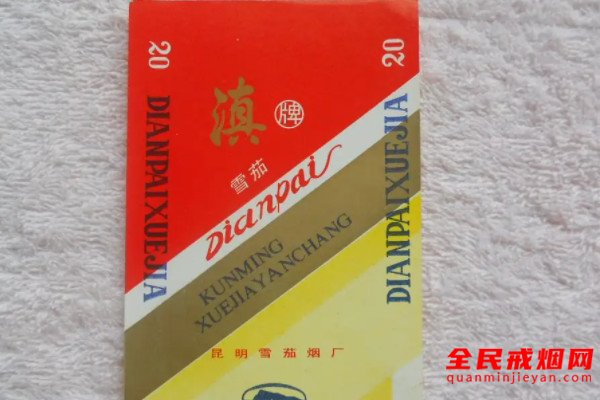 20
DIANPAIXUEJIA
滇 牌
雪茄
Dianpai
KUNMING
XUEJIAYANCHANG
昆明雪茄烟厂
20
DIANPAIXUEJIA
全民戒烟网
quanminjieyan.com